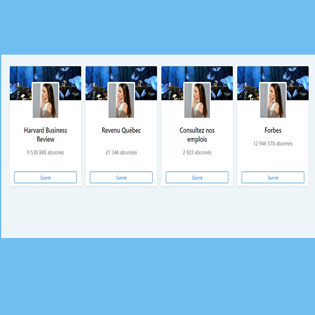 Harvard Business
Review
9 538 888 abonnés
Suivre
Revenu Québec
21 346 abonnés
Suivre
Consultez nos
emplois
2 923 abonnés
Suivre
Forbes
12 946 578 abonnés
Suivre